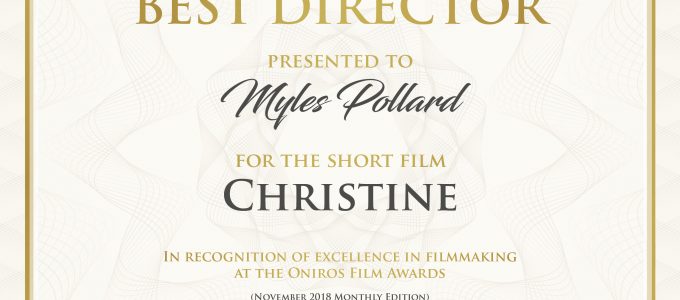 BEST DIRECTOR
PRESENTED TO
Myles Pollard
FOR THE SHORT FILM
CHRISTINE
IN RECOGNITION OF EXCELLENCE IN FILMMAKING
AT THE ONIROS FILM AWARDS
(NOVEMBER 2018 MONTHLY EDITION)